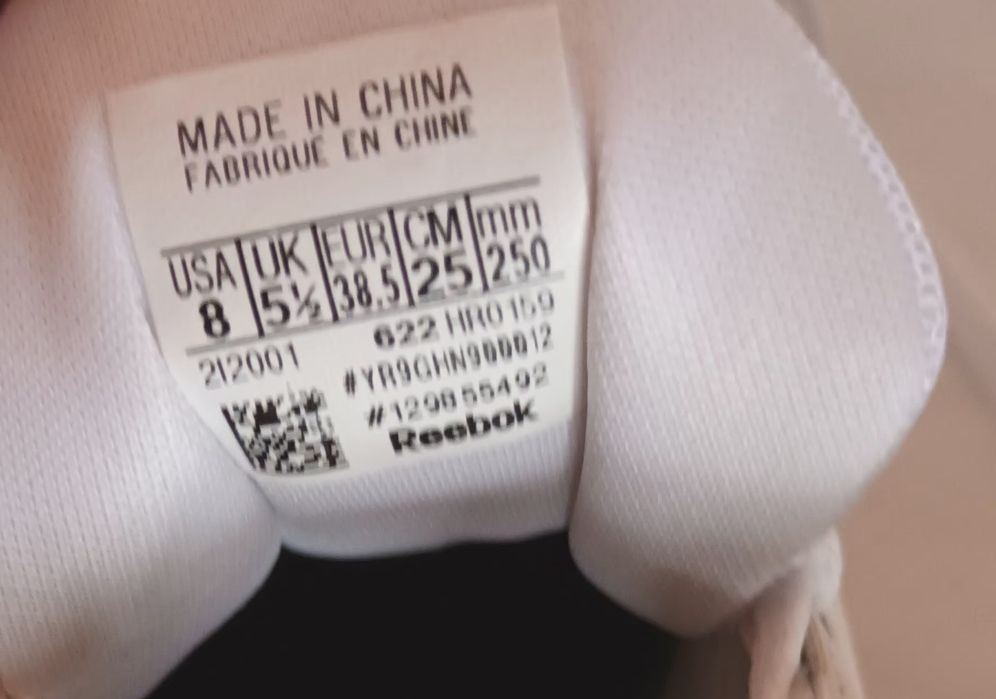 MADE IN CHINA
FABRIQUE EN CHINE
USA UK EUR CM mm
8 5½ 38.5 25 250
212001 622 HR0159
#YR9GHN900012
#129855492
Reebok